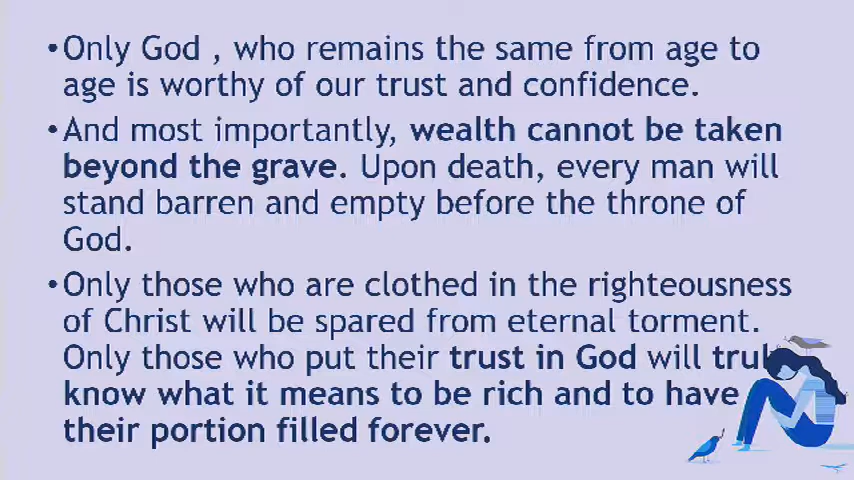 •Only God , who remains the same from age to
age is worthy of our trust and confidence.
•And most importantly, wealth cannot be taken
beyond the grave. Upon death, every man will
stand barren and empty before the throne of
God.
•Only those who are clothed in the righteousness
of Christ will be spared from eternal torment.
Only those who put their trust in God will
know what it means to be rich and to have
their portion filled forever.